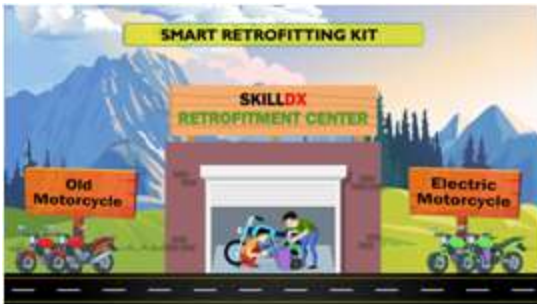 SMART RETROFITTING KIT
SKILLDX
RETROFITMENT CENTER
Old
Motorcycle
Electric
Motorcycle